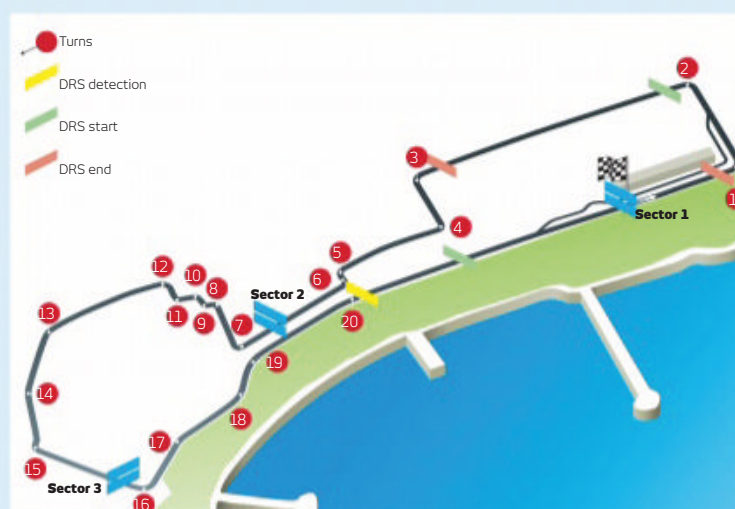 Turns
DRS detection
DRS start
DRS end
2
3
1
Sector 1
4
5
6
12
10
8
Sector 2
11
9
7
13
20
19
14
18
17
15
Sector 3
16